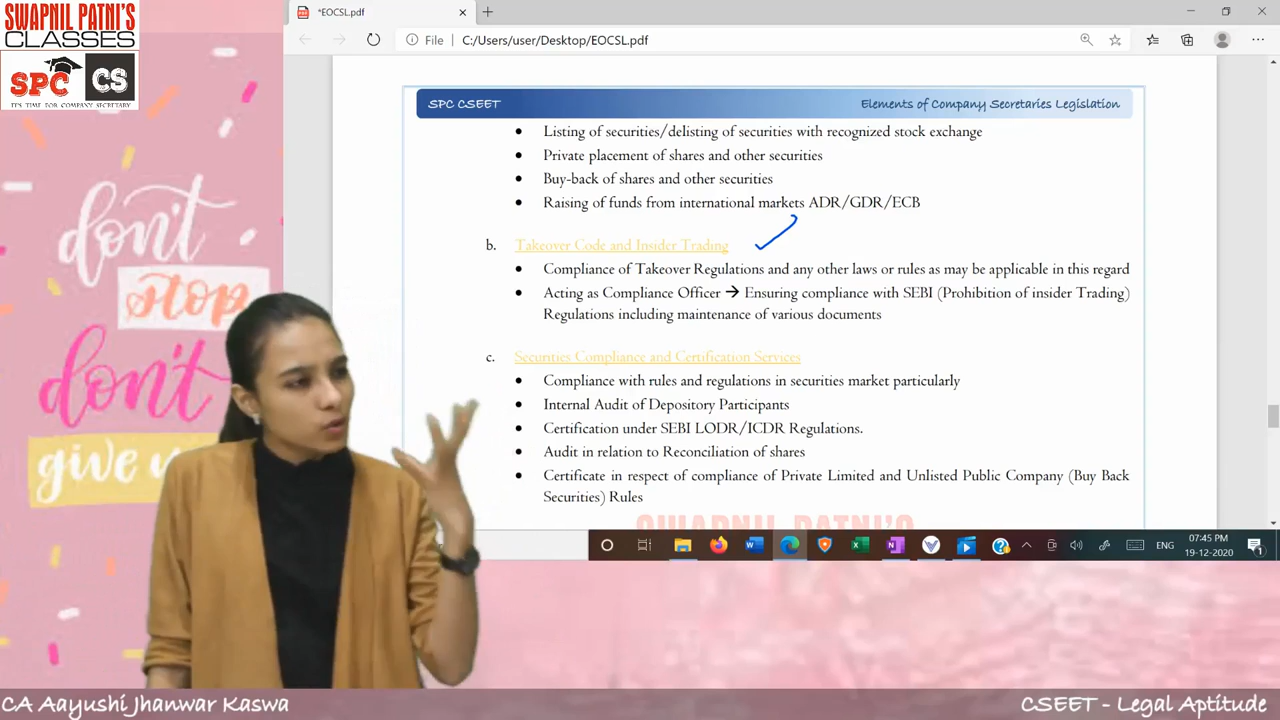 SWAPNIL PATNI'S
CLASSES
SPC CS
IT'S TIME FOR COMPANY SECRETARY
don't
stop
don't
give
*EOCSL.pdf
File C:/Users/user/Desktop/EOCSL.pdf
SPC CSEET Elements of Company Secretaries Legislation
• Listing of securities/delisting of securities with recognized stock exchange
• Private placement of shares and other securities
• Buy-back of shares and other securities
• Raising of funds from international markets ADR/GDR/ECB
b. Takeover Code and Insider Trading
• Compliance of Takeover Regulations and any other laws or rules as may be applicable in this regard
• Acting as Compliance Officer → Ensuring compliance with SEBI (Prohibition of insider Trading)
Regulations including maintenance of various documents
c. Securities Compliance and Certification Services
• Compliance with rules and regulations in securities market particularly
• Internal Audit of Depository Participants
• Certification under SEBI LODR/ICDR Regulations.
• Audit in relation to Reconciliation of shares
• Certificate in respect of compliance of Private Limited and Unlisted Public Company (Buy Back
Securities) Rules
SWAPNIL PATNI'S
ENG
07:45 PM
19-12-2020
1
CA Aayushi Jhanwar Kaswa
CSEET - Legal Aptitude